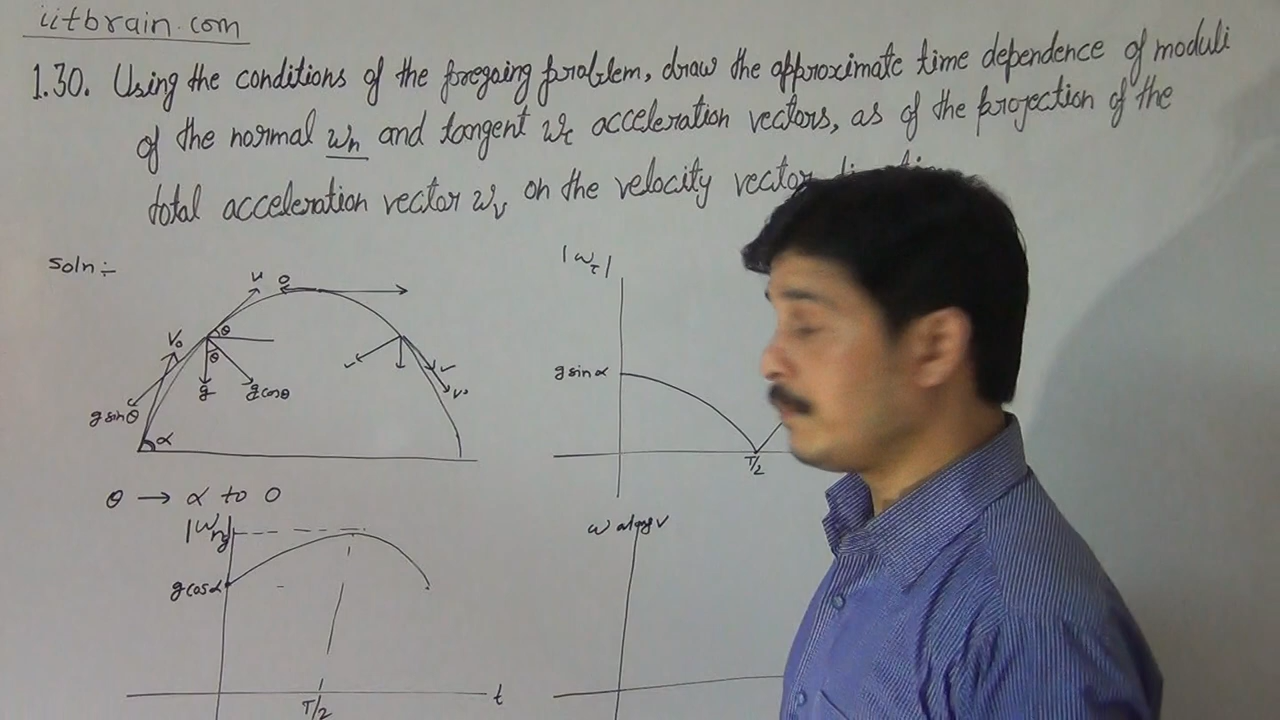 iitbrain.com
1.30. Using the conditions of the foregoing problem, draw the approximate time dependence of moduli
of the normal wn and tangent wτ acceleration vectors, as of the projection of the
total acceleration vector wv on the velocity vector
Soln ÷
|wτ|
v
θ
v₀
θ
θ
g
g cosθ
g sinθ
α
v
g sinα
T/2
θ → α to 0
|wn|
g
w along v
g cosα
T/2
t